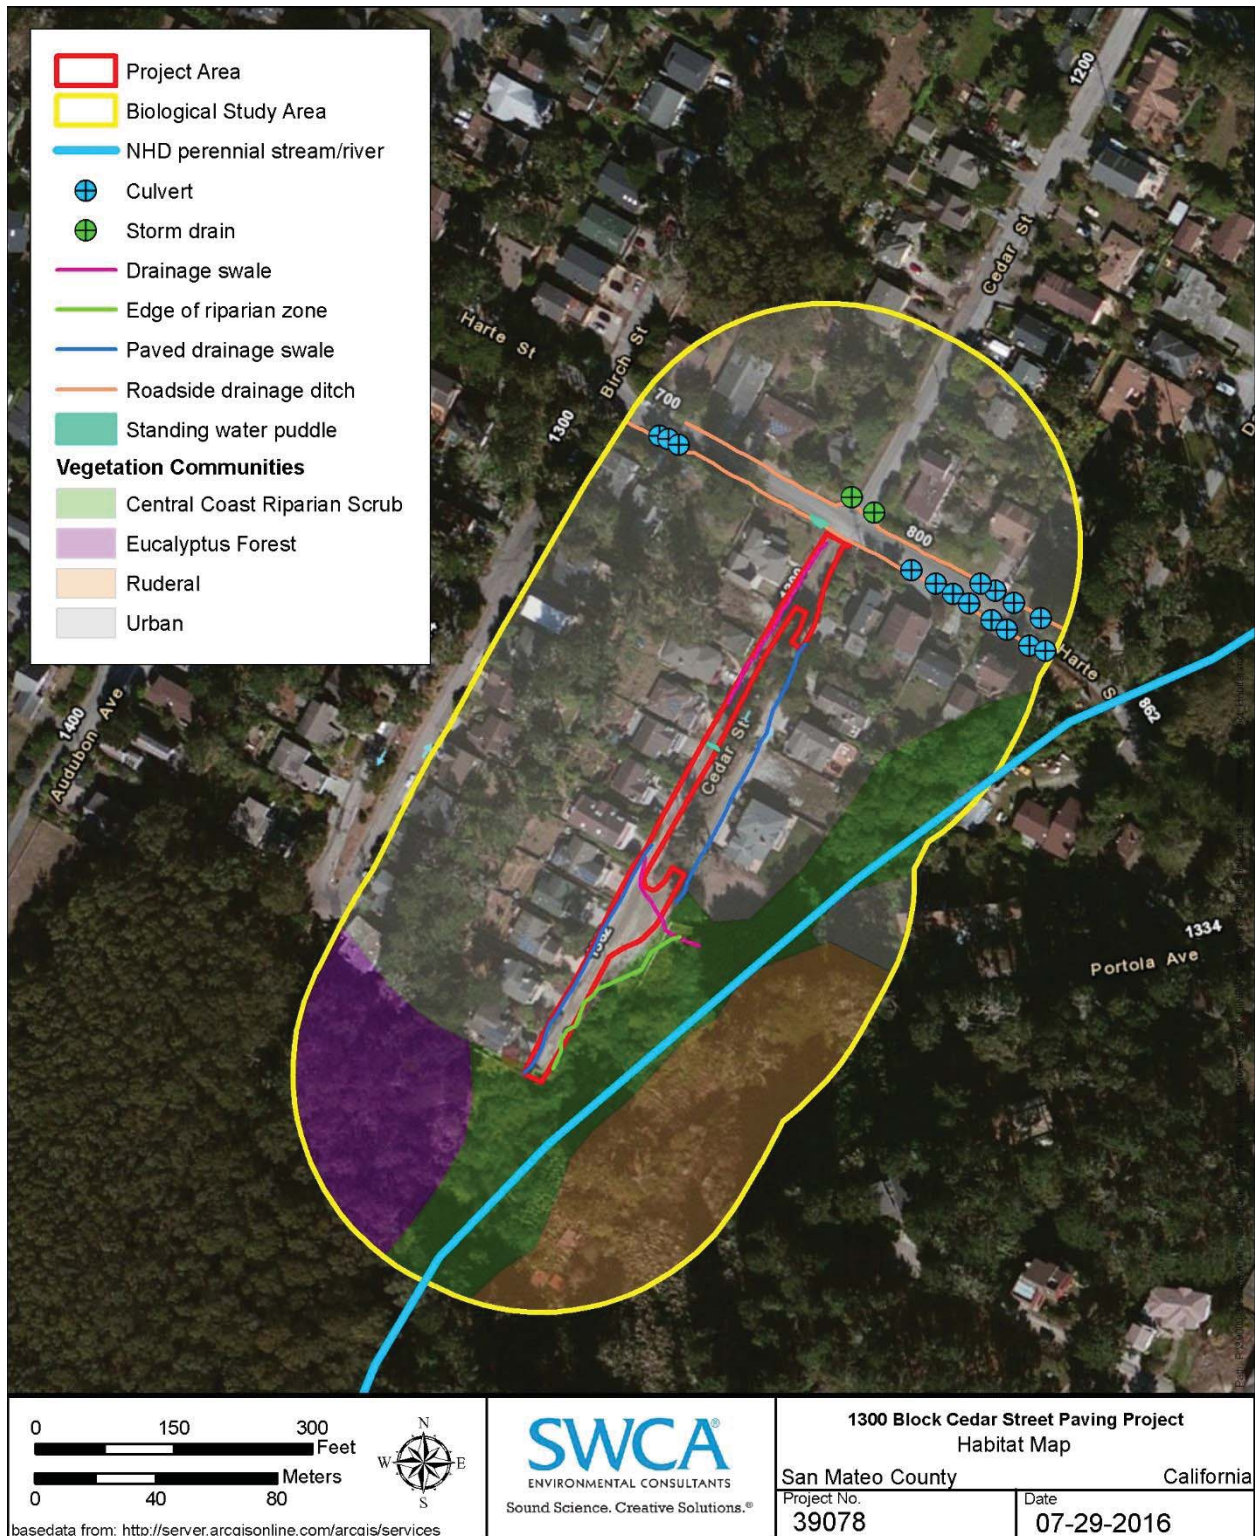 Project Area
Biological Study Area
NHD perennial stream/river
Culvert
Storm drain
Drainage swale
Edge of riparian zone
Paved drainage swale
Roadside drainage ditch
Standing water puddle
Vegetation Communities
Central Coast Riparian Scrub
Eucalyptus Forest
Ruderal
Urban
1200
Cedar St
Harte St
Birch St
700
1300
800
Harte S
862
1400
Audubon Ave
Cedar St
1334
Portola Ave
0 150 300
Feet
Meters
0 40 80
N
W E
S
basedata from: http://server.arcgisonline.com/arcgis/services
SWCA®
ENVIRONMENTAL CONSULTANTS
Sound Science. Creative Solutions.®
1300 Block Cedar Street Paving Project
Habitat Map
San Mateo County California
Project No. Date
39078 07-29-2016